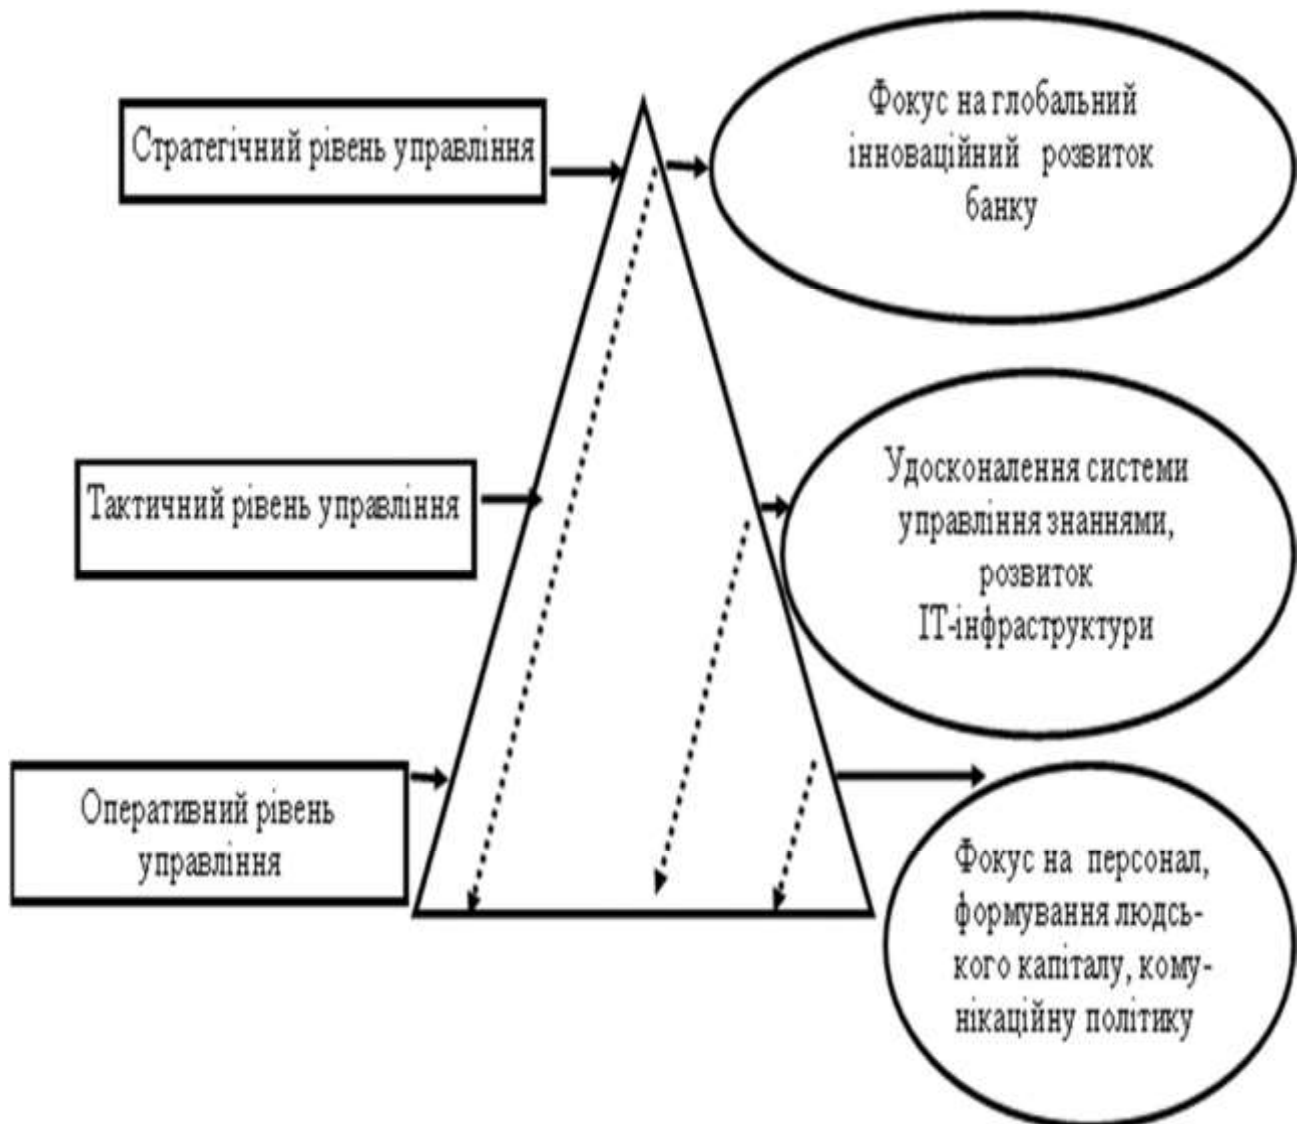 Стратегічний рівень управління
Фокус на глобальний
інноваційний розвиток
банку
Тактичний рівень управління
Удосконалення системи
управління знаннями,
розвиток
ІТ-інфраструктури
Оперативний рівень
управління
Фокус на персонал,
формування людсь-
кого капіталу, кому-
нікаційну політику